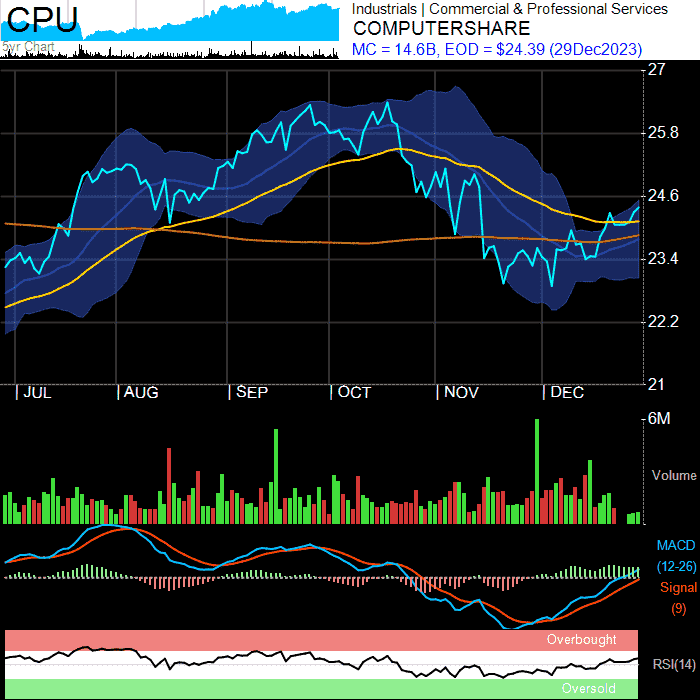 CPU
5yr Chart
Industrials | Commercial & Professional Services
COMPUTERSHARE
MC = 14.6B, EOD = $24.39 (29Dec2023)
27
25.8
24.6
23.4
22.2
21
| JUL | AUG | SEP | OCT | NOV | DEC
6M
Volume
MACD
(12-26)
Signal
(9)
Overbought
RSI(14)
Oversold